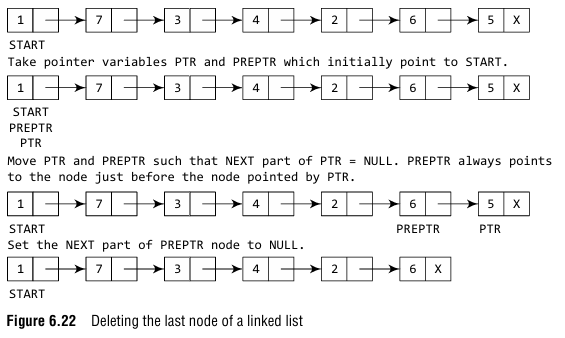 1 7 3 4 2 6 5 X
START
Take pointer variables PTR and PREPTR which initially point to START.
1 7 3 4 2 6 5 X
START
PREPTR
PTR
Move PTR and PREPTR such that NEXT part of PTR = NULL. PREPTR always points
to the node just before the node pointed by PTR.
1 7 3 4 2 6 5 X
START PREPTR PTR
Set the NEXT part of PREPTR node to NULL.
1 7 3 4 2 6 X
START
Figure 6.22 Deleting the last node of a linked list